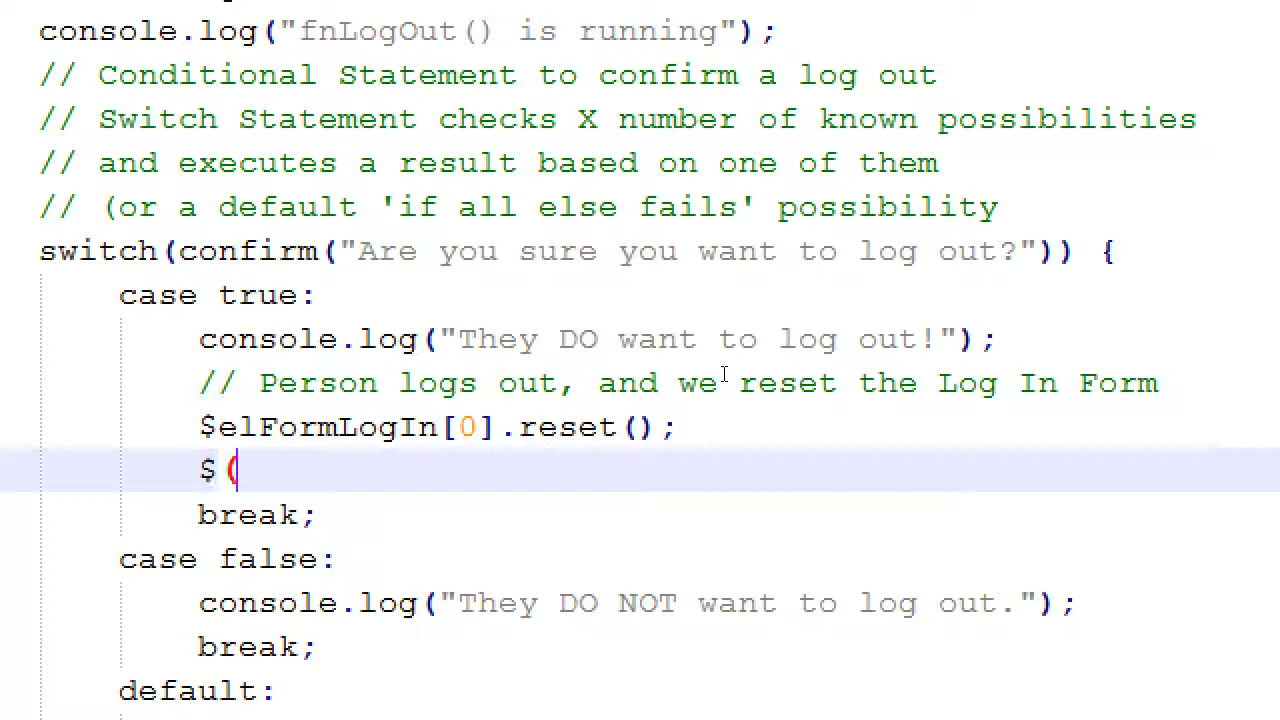 console.log("fnLogOut() is running");
// Conditional Statement to confirm a log out
// Switch Statement checks X number of known possibilities
// and executes a result based on one of them
// (or a default 'if all else fails' possibility
switch(confirm("Are you sure you want to log out?")) {
case true:
console.log("They DO want to log out!");
// Person logs out, and we reset the Log In Form
$elFormLogIn[0].reset();
$(
break;
case false:
console.log("They DO NOT want to log out.");
break;
default: